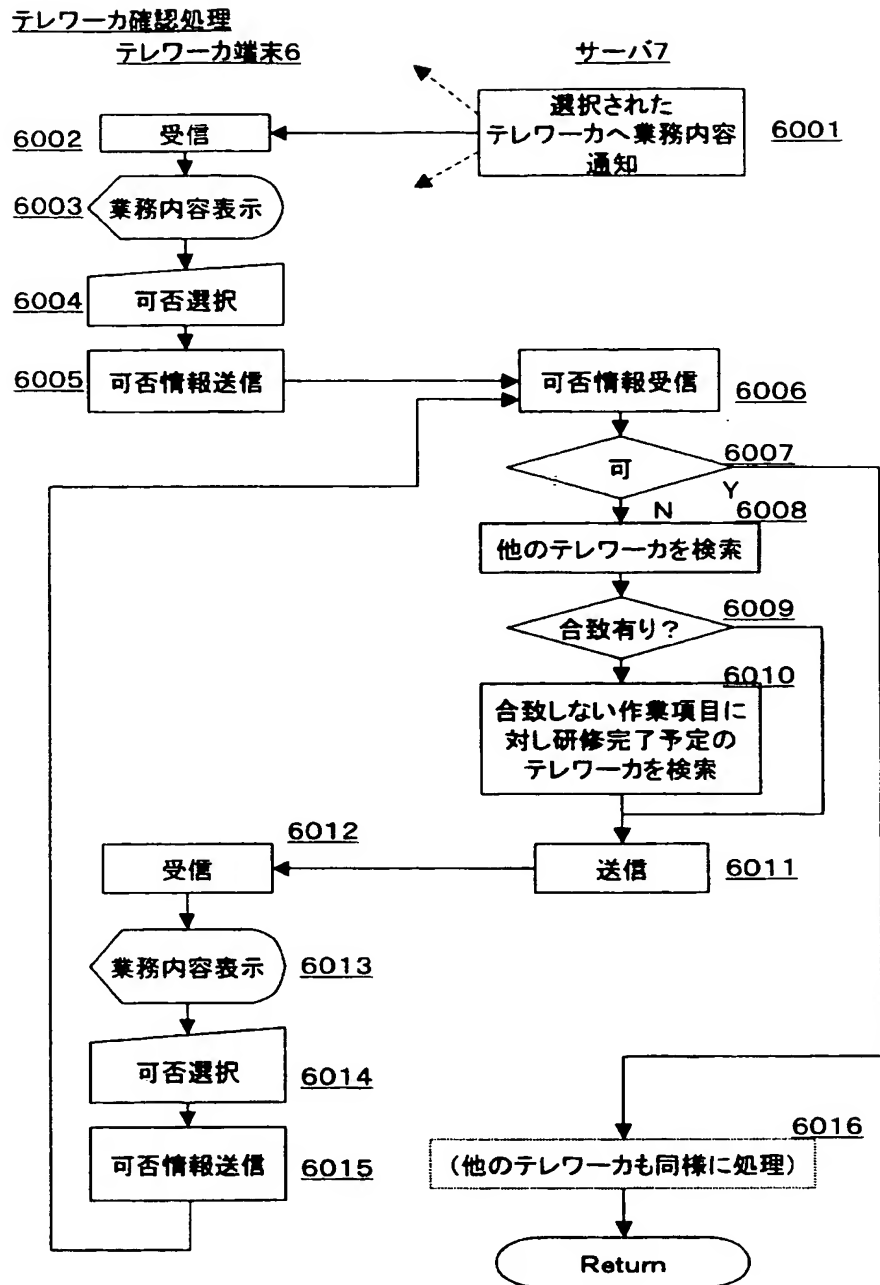 テレワーカ確認処理
テレワーカ端末6
サーバ7
選択された
テレワーカへ業務内容
通知
6001
6002
受信
6003
業務内容表示
6004
可否選択
6005
可否情報送信
可否情報受信
6006
可
6007
Y
N
6008
他のテレワーカを検索
合致有り?
6009
6010
合致しない作業項目に
対し研修完了予定の
テレワーカを検索
6012
受信
送信
6011
業務内容表示
6013
可否選択
6014
可否情報送信
6015
6016
(他のテレワーカも同様に処理)
Return